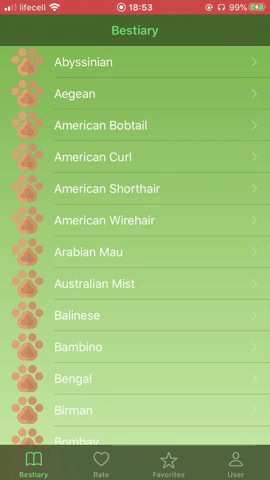 lifecell 18:53 99%
Bestiary
Abyssinian
Aegean
American Bobtail
American Curl
American Shorthair
American Wirehair
Arabian Mau
Australian Mist
Balinese
Bambino
Bengal
Birman
Bombay
Bestiary Rate Favorites User